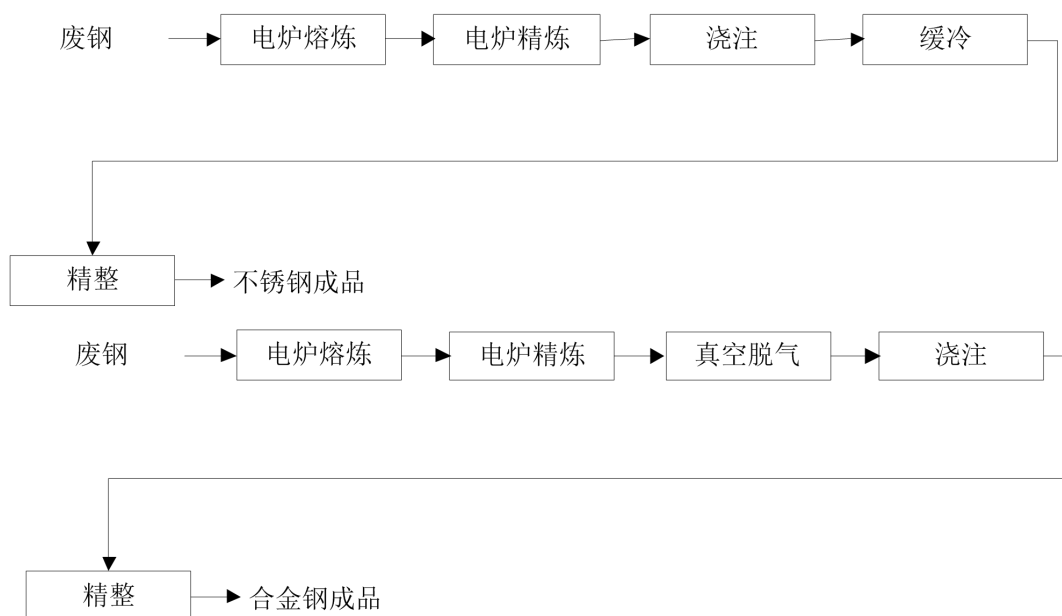 废钢 电炉熔炼 电炉精炼 浇注 缓冷
精整 不锈钢成品
废钢 电炉熔炼 电炉精炼 真空脱气 浇注
精整 合金钢成品